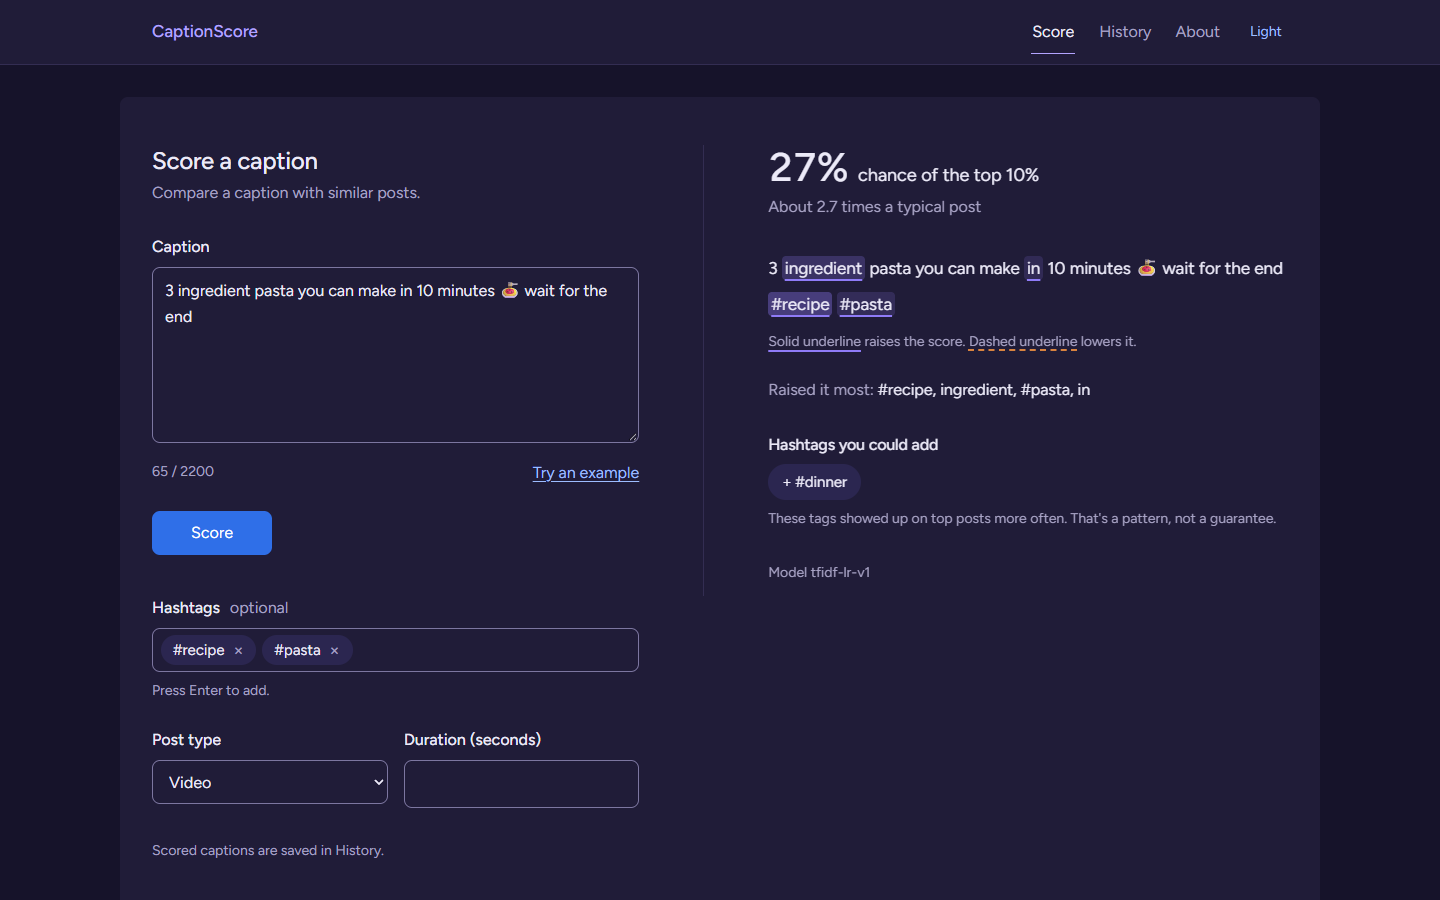 CaptionScore
Score
History
About
Light
Score a caption
Compare a caption with similar posts.
Caption
3 ingredient pasta you can make in 10 minutes 🍝 wait for the
end
65 / 2200
Try an example
Score
Hashtags optional
#recipe ×
#pasta ×
Press Enter to add.
Post type
Duration (seconds)
Video
Scored captions are saved in History.
27% chance of the top 10%
About 2.7 times a typical post
3 ingredient pasta you can make in 10 minutes 🍝 wait for the end
#recipe #pasta
Solid underline raises the score. Dashed underline lowers it.
Raised it most: #recipe, ingredient, #pasta, in
Hashtags you could add
+ #dinner
These tags showed up on top posts more often. That's a pattern, not a guarantee.
Model tfidf-lr-v1